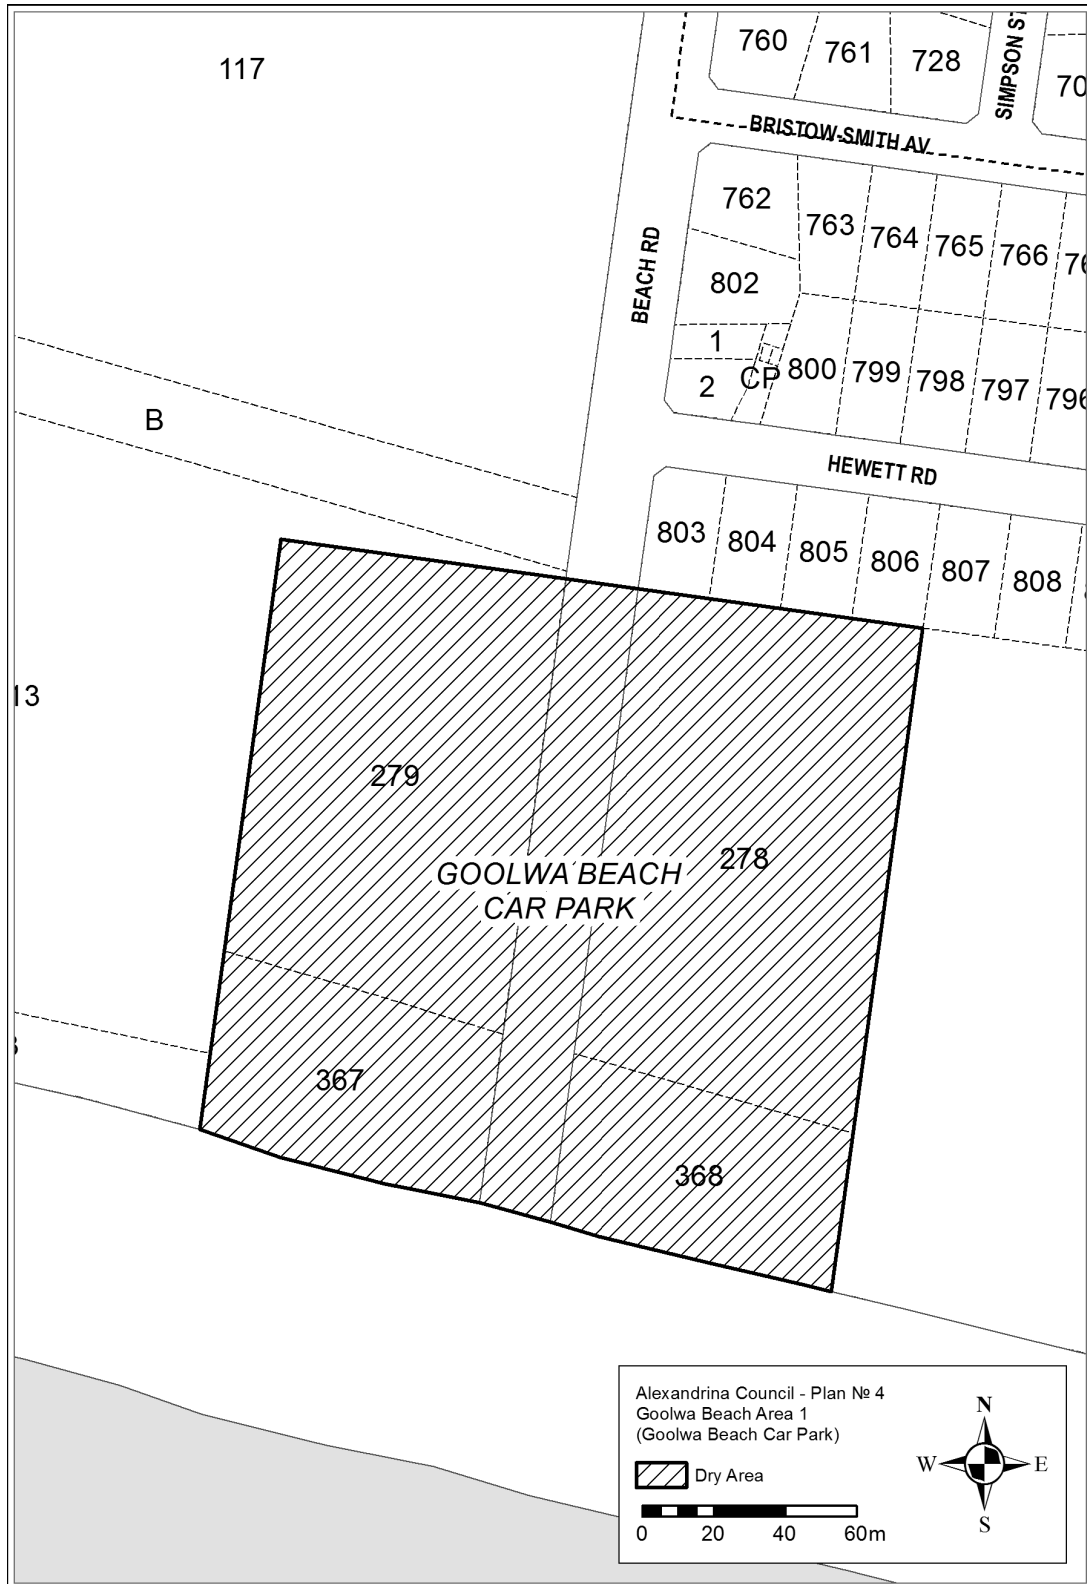 117
760
761
728
SIMPSON ST
70
BRISTOW-SMITH AV
762
763
764
765
766
76
BEACH RD
802
1
2
CP
800
799
798
797
796
B
HEWETT RD
803
804
805
806
807
808
13
279
278
GOOLWA BEACH
CAR PARK
367
368
Alexandrina Council - Plan № 4
Goolwa Beach Area 1
(Goolwa Beach Car Park)
Dry Area
0 20 40 60m
N
W E
S